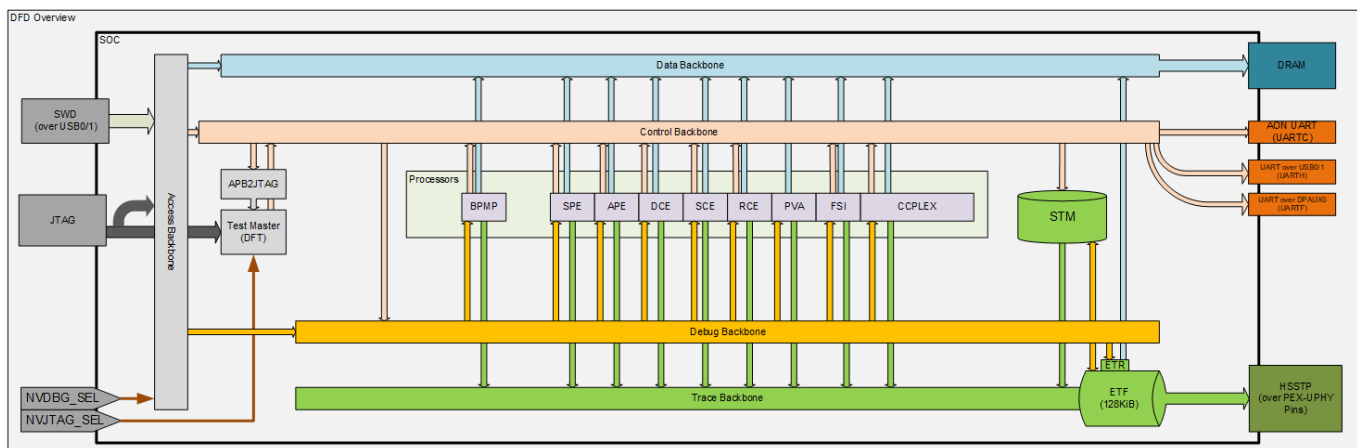 DFD Overview
SOC
Data Backbone
DRAM
SWD
(over USB0/1)
Control Backbone
AON UART
(UARTC)
UART over USB0/1
(UARTH)
UART over DPAUX0
(UARTF)
APB2JTAG
Processors
BPMP
SPE
APE
DCE
SCE
RCE
PVA
FSI
CCPLEX
STM
JTAG
Access Backbone
Test Master
(DFT)
Debug Backbone
ETR
ETF
(128KiB)
Trace Backbone
NVDBG_SEL
NVJTAG_SEL
HSSTP
(over PEX-UPHY
Pins)